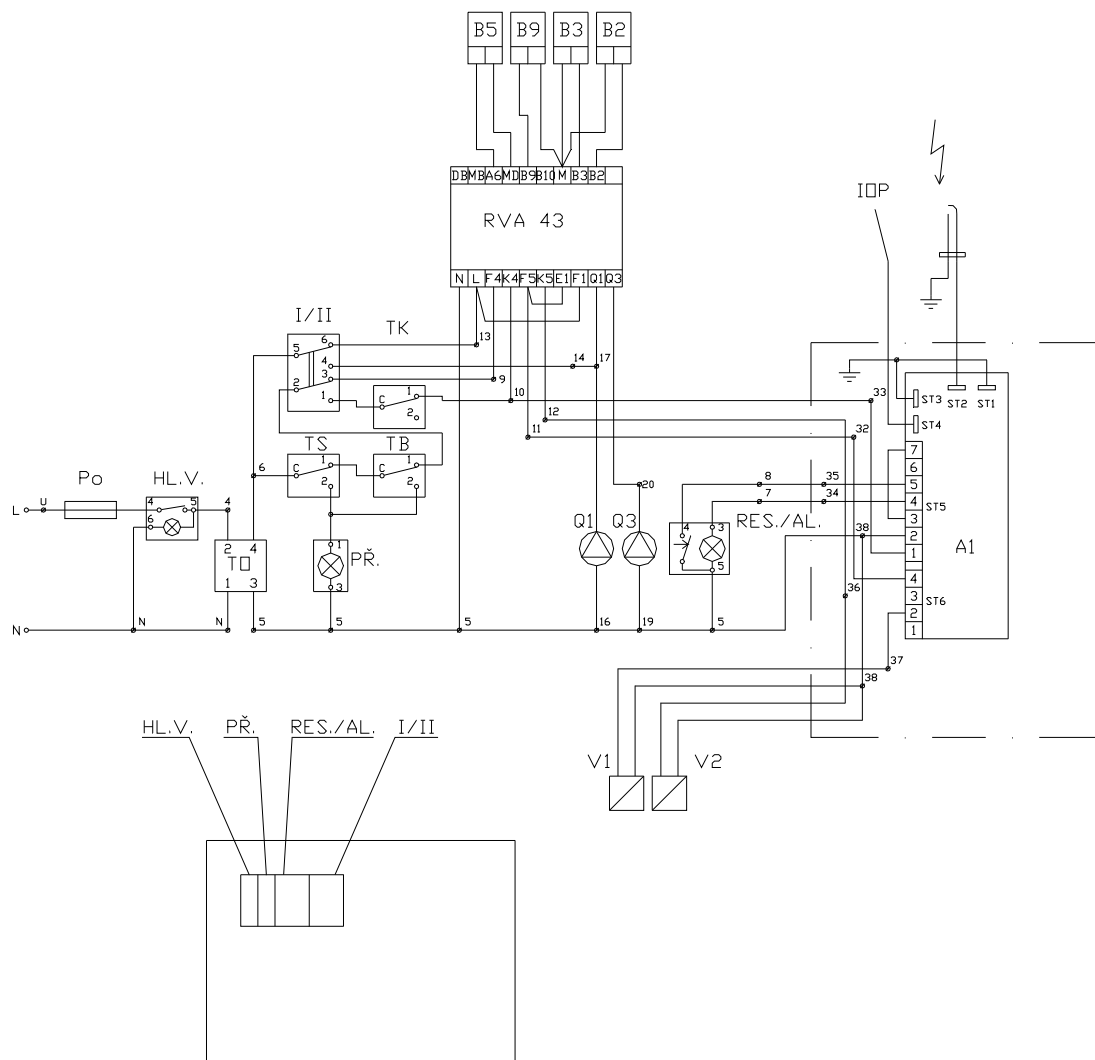 B5 B9 B3 B2
DB MB A6 MD B9 B10 M B3 B2
RVA 43
N L F4 K4 F5 K5 E1 F1 Q1 Q3
IOP
I/II
TK
13
5 6
4
14 17
3
2
9
1
C 1
2
10
33
12
11
32
ST3 ST2 ST1
ST4
TS TB
C 1
2
C 1
2
6
7
6
5
4
3
2
1
ST5
A1
4
3
2
1
ST6
Po HL.V.
L U
4 5
6
4
8 35
7 34
20
Q1 Q3
RES./AL.
4 3
5
38
2 4
TO
1 3
1
PŘ.
3
36
N N N 5 5 5 16 19 5
37
38
V1 V2
HL.V. PŘ. RES./AL. I/II